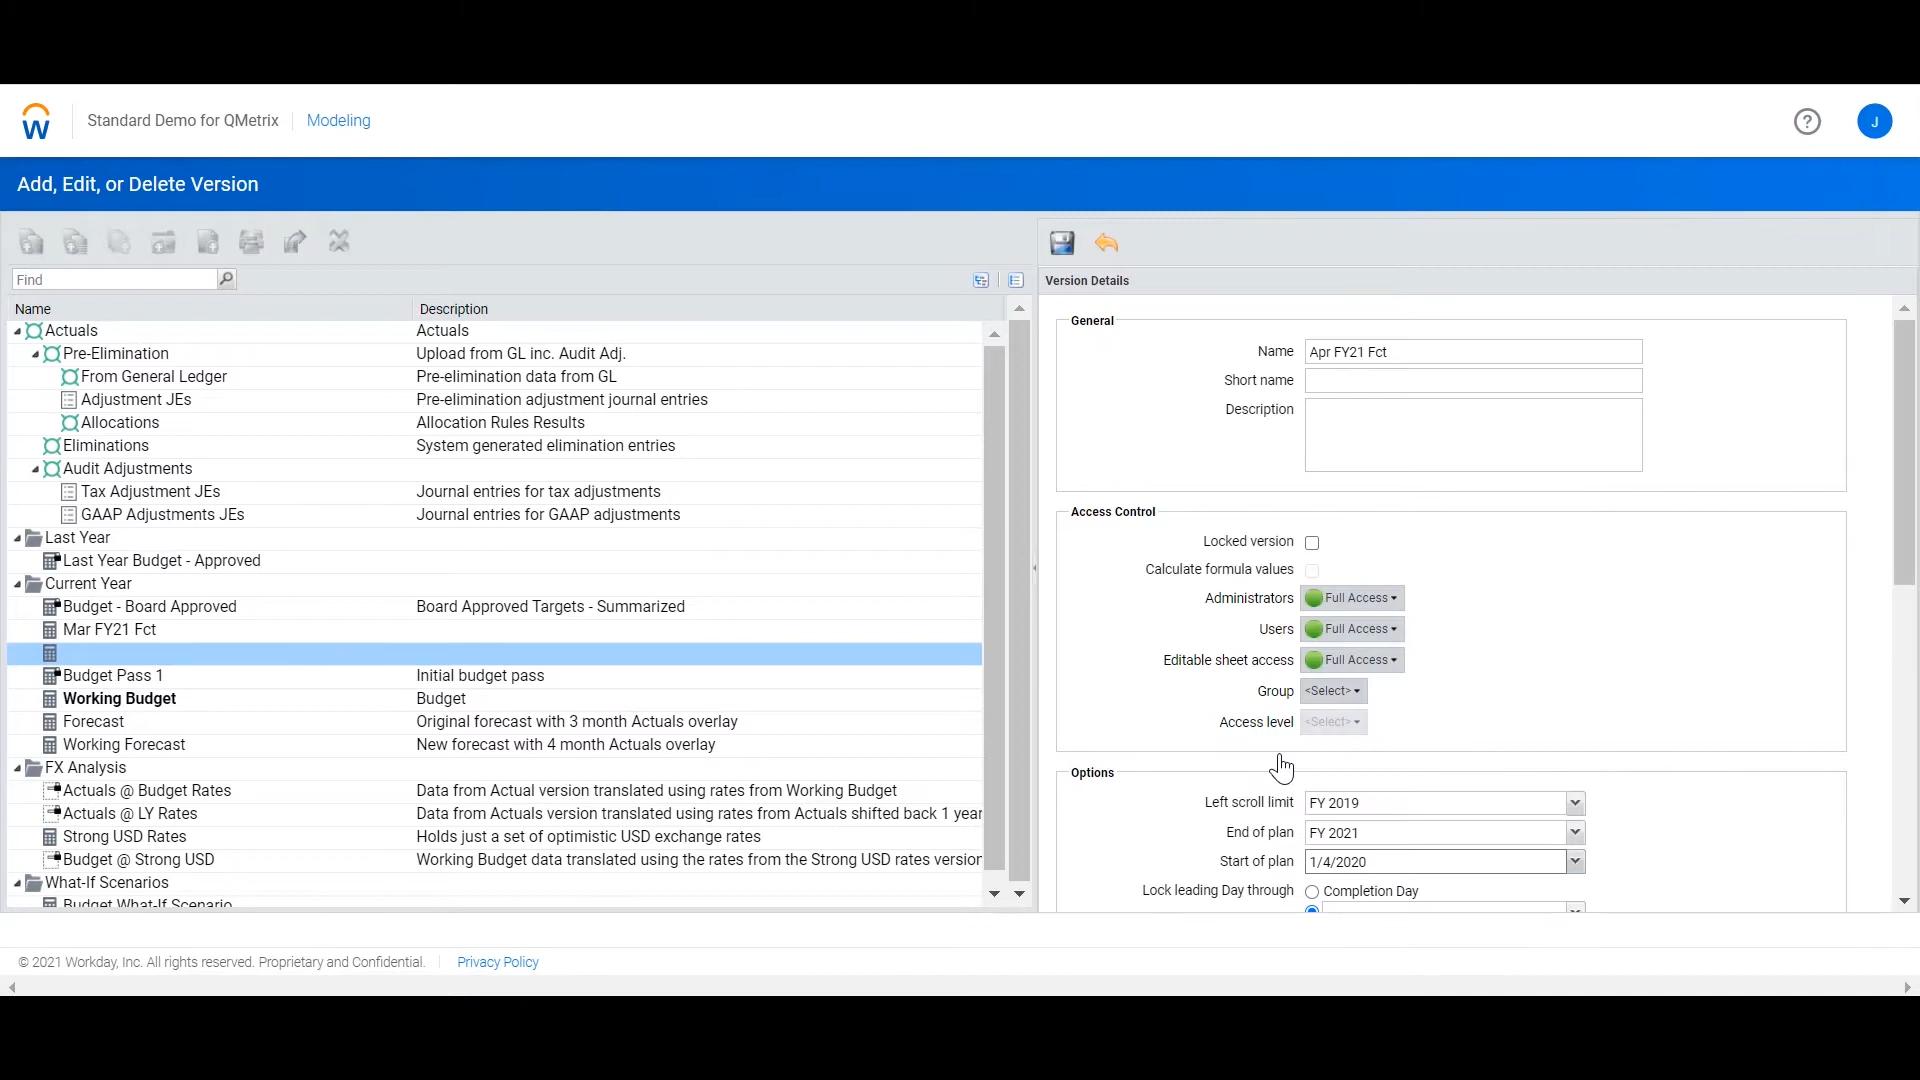 W Standard Demo for QMetrix Modeling ? J
Add, Edit, or Delete Version
Find
Version Details
Name Description
Actuals Actuals
Pre-Elimination Upload from GL inc. Audit Adj.
From General Ledger Pre-elimination data from GL
Adjustment JEs Pre-elimination adjustment journal entries
Allocations Allocation Rules Results
Eliminations System generated elimination entries
Audit Adjustments
Tax Adjustment JEs Journal entries for tax adjustments
GAAP Adjustments JEs Journal entries for GAAP adjustments
Last Year
Last Year Budget - Approved
Current Year
Budget - Board Approved Board Approved Targets - Summarized
Mar FY21 Fct
Budget Pass 1 Initial budget pass
Working Budget Budget
Forecast Original forecast with 3 month Actuals overlay
Working Forecast New forecast with 4 month Actuals overlay
FX Analysis
Actuals @ Budget Rates Data from Actual version translated using rates from Working Budget
Actuals @ LY Rates Data from Actuals version translated using rates from Actuals shifted back 1 year
Strong USD Rates Holds just a set of optimistic USD exchange rates
Budget @ Strong USD Working Budget data translated using the rates from the Strong USD rates version
What-If Scenarios
Budget What-If Scenario
General
Name Apr FY21 Fct
Short name
Description
Access Control
Locked version
Calculate formula values
Administrators Full Access
Users Full Access
Editable sheet access Full Access
Group <Select>
Access level <Select>
Options
Left scroll limit FY 2019
End of plan FY 2021
Start of plan 1/4/2020
Lock leading Day through Completion Day
© 2021 Workday, Inc. All rights reserved. Proprietary and Confidential. Privacy Policy